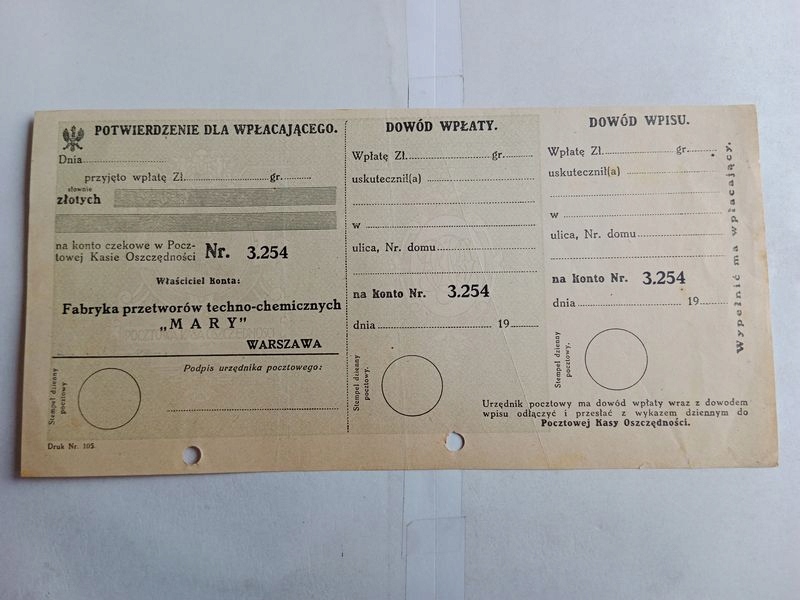 POTWIERDZENIE DLA WPŁACAJĄCEGO.
Dnia
przyjęto wpłatę Zł. gr.
słownie
złotych
na konto czekowe w Pocz-
towej Kasie Oszczędności Nr. 3.254
Właściciel Konta:
Fabryka przetworów techno-chemicznych
„MARY”
WARSZAWA
Stempel dzienny
pocztowy
Podpis urzędnika pocztowego:
Druk Nr. 105.
DOWÓD WPŁATY.
Wpłatę Zł. gr.
uskutecznił(a)
w
ulica, Nr. domu
na konto Nr. 3.254
dnia 19
Stempel dzienny
pocztowy.
DOWÓD WPISU.
Wpłatę Zł. gr.
uskutecznił(a)
w
ulica, Nr. domu
na konto Nr. 3.254
dnia 19
Stempel dzienny
pocztowy.
Wypełnić ma wpłacający.
Urzędnik pocztowy ma dowód wpłaty wraz z dowodem
wpisu odłączyć i przesłać z wykazem dziennym do
Pocztowej Kasy Oszczędności.